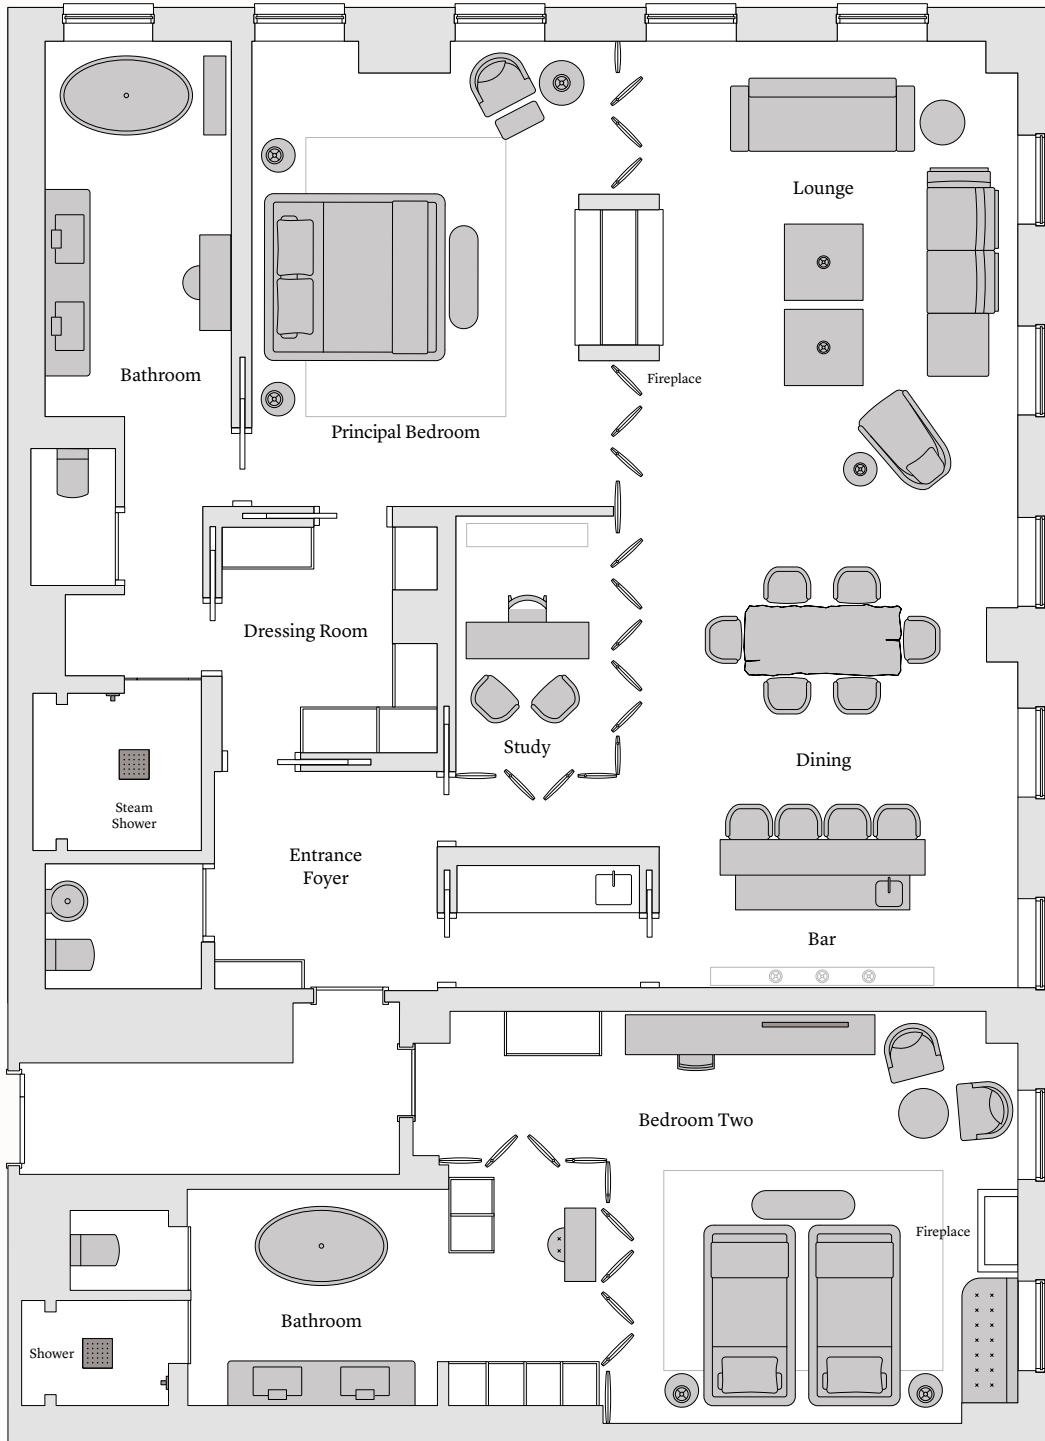 Lounge
Bathroom
Fireplace
Principal Bedroom
Dressing Room
Study
Dining
Steam
Shower
Entrance
Foyer
Bar
Bedroom Two
Fireplace
Bathroom
Shower